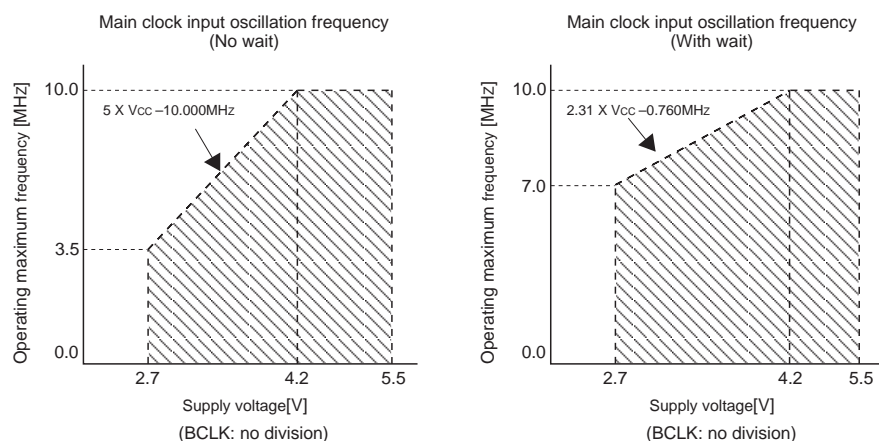 Main clock input oscillation frequency
(No wait)
Operating maximum frequency [MHz]
10.0
5 X VCC –10.000MHz
3.5
0.0
2.7
4.2
5.5
Supply voltage[V]
(BCLK: no division)
Main clock input oscillation frequency
(With wait)
Operating maximum frequency [MHz]
10.0
2.31 X VCC –0.760MHz
7.0
0.0
2.7
4.2
5.5
Supply voltage[V]
(BCLK: no division)